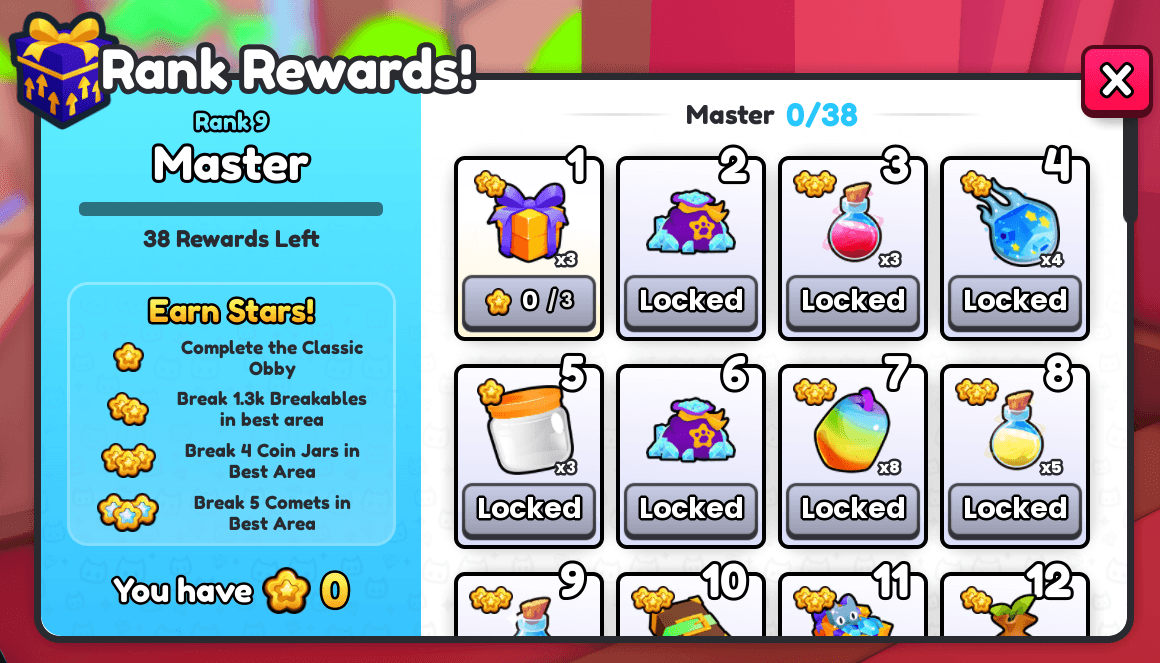 Rank Rewards!
X
Rank 9
Master
38 Rewards Left
Earn Stars!
Complete the Classic
Obby
Break 1.3k Breakables
in best area
Break 4 Coin Jars in
Best Area
Break 5 Comets in
Best Area
You have 0
Master 0/38
1
x3
0 / 3
2
Locked
3
x3
Locked
4
x4
Locked
5
x3
Locked
6
Locked
7
x8
Locked
8
x5
Locked
9
10
11
12